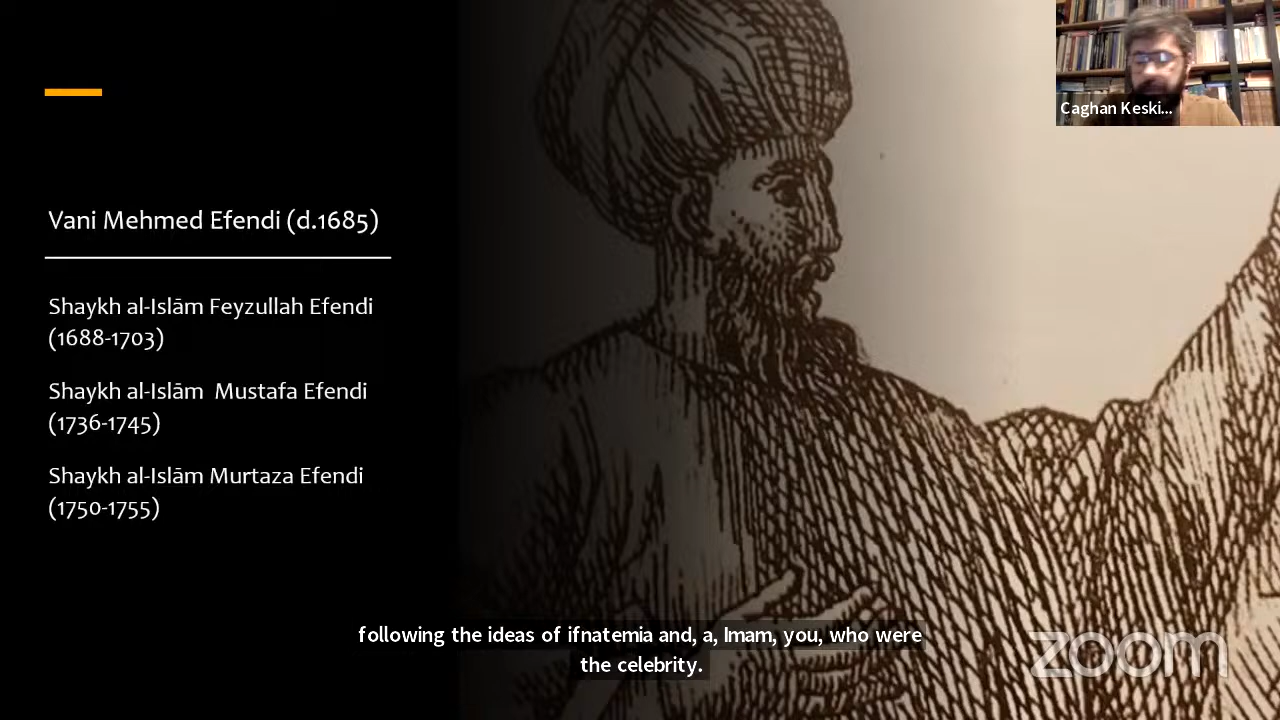 Caghan Keski...
Vani Mehmed Efendi (d.1685)
Shaykh al-Islām Feyzullah Efendi
(1688-1703)
Shaykh al-Islām Mustafa Efendi
(1736-1745)
Shaykh al-Islām Murtaza Efendi
(1750-1755)
following the ideas of ifnatemia and, a, Imam, you, who were
the celebrity.
zoom